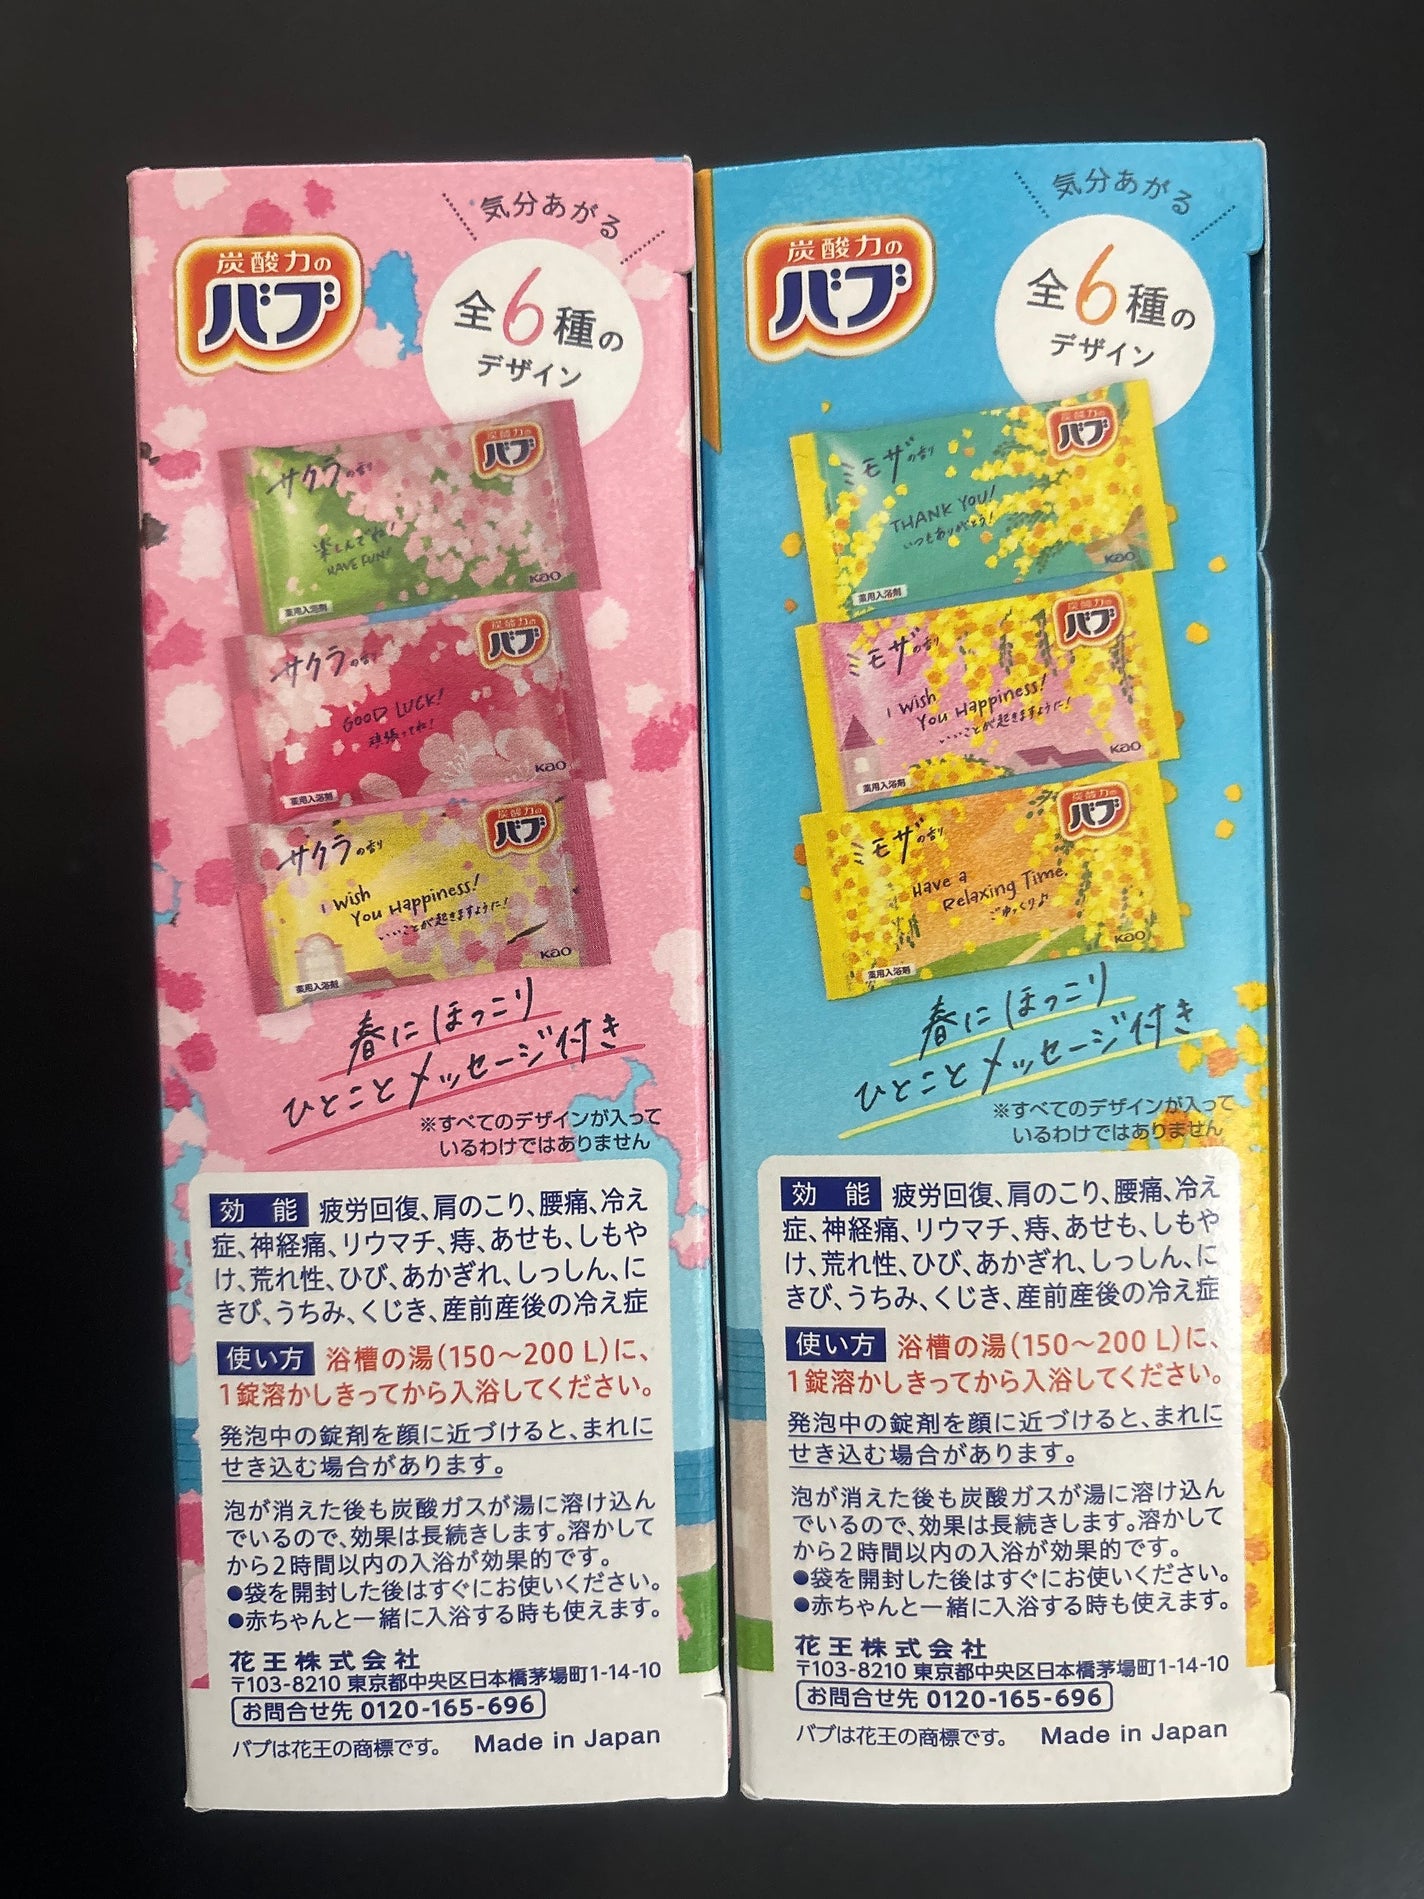 気分あがる
炭酸力の
バブ
全6種の
デザイン
サクラの香り
炭酸力の
バブ
楽しんでね!
HAVE FUN!
Kao
薬用入浴剤
サクラの香り
炭酸力の
バブ
GOOD LUCK!
頑張ってね!
Kao
薬用入浴剤
サクラの香り
炭酸力の
バブ
I Wish
You Happiness!
いいことが起きますように!
Kao
薬用入浴剤
春にほっこり
ひとことメッセージ付き
※すべてのデザインが入って
いるわけではありません
効 能 疲労回復、肩のこり、腰痛、冷え
症、神経痛、リウマチ、痔、あせも、しもや
け、荒れ性、ひび、あかぎれ、しっしん、に
きび、うちみ、くじき、産前産後の冷え症
使い方 浴槽の湯(150〜200 L)に、
1錠溶かしきってから入浴してください。
発泡中の錠剤を顔に近づけると、まれに
せき込む場合があります。
泡が消えた後も炭酸ガスが湯に溶け込ん
でいるので、効果は長続きします。溶かして
から2時間以内の入浴が効果的です。
●袋を開封した後はすぐにお使いください。
●赤ちゃんと一緒に入浴する時も使えます。
花王株式会社
〒103-8210 東京都中央区日本橋茅場町1-14-10
お問合せ先 0120-165-696
バブは花王の商標です。 Made in Japan
気分あがる
炭酸力の
バブ
全6種の
デザイン
ミモザの香り
炭酸力の
バブ
THANK YOU!
いつもありがとう!
Kao
薬用入浴剤
ミモザの香り
炭酸力の
バブ
I Wish
You Happiness!
いいことが起きますように!
Kao
薬用入浴剤
ミモザの香り
炭酸力の
バブ
Have a
Relaxing Time.
ごゆっくり♪
Kao
薬用入浴剤
春にほっこり
ひとことメッセージ付き
※すべてのデザインが入って
いるわけではありません
効 能 疲労回復、肩のこり、腰痛、冷え
症、神経痛、リウマチ、痔、あせも、しもや
け、荒れ性、ひび、あかぎれ、しっしん、に
きび、うちみ、くじき、産前産後の冷え症
使い方 浴槽の湯(150〜200 L)に、
1錠溶かしきってから入浴してください。
発泡中の錠剤を顔に近づけると、まれに
せき込む場合があります。
泡が消えた後も炭酸ガスが湯に溶け込ん
でいるので、効果は長続きします。溶かして
から2時間以内の入浴が効果的です。
●袋を開封した後はすぐにお使いください。
●赤ちゃんと一緒に入浴する時も使えます。
花王株式会社
〒103-8210 東京都中央区日本橋茅場町1-14-10
お問合せ先 0120-165-696
バブは花王の商標です。 Made in Japan